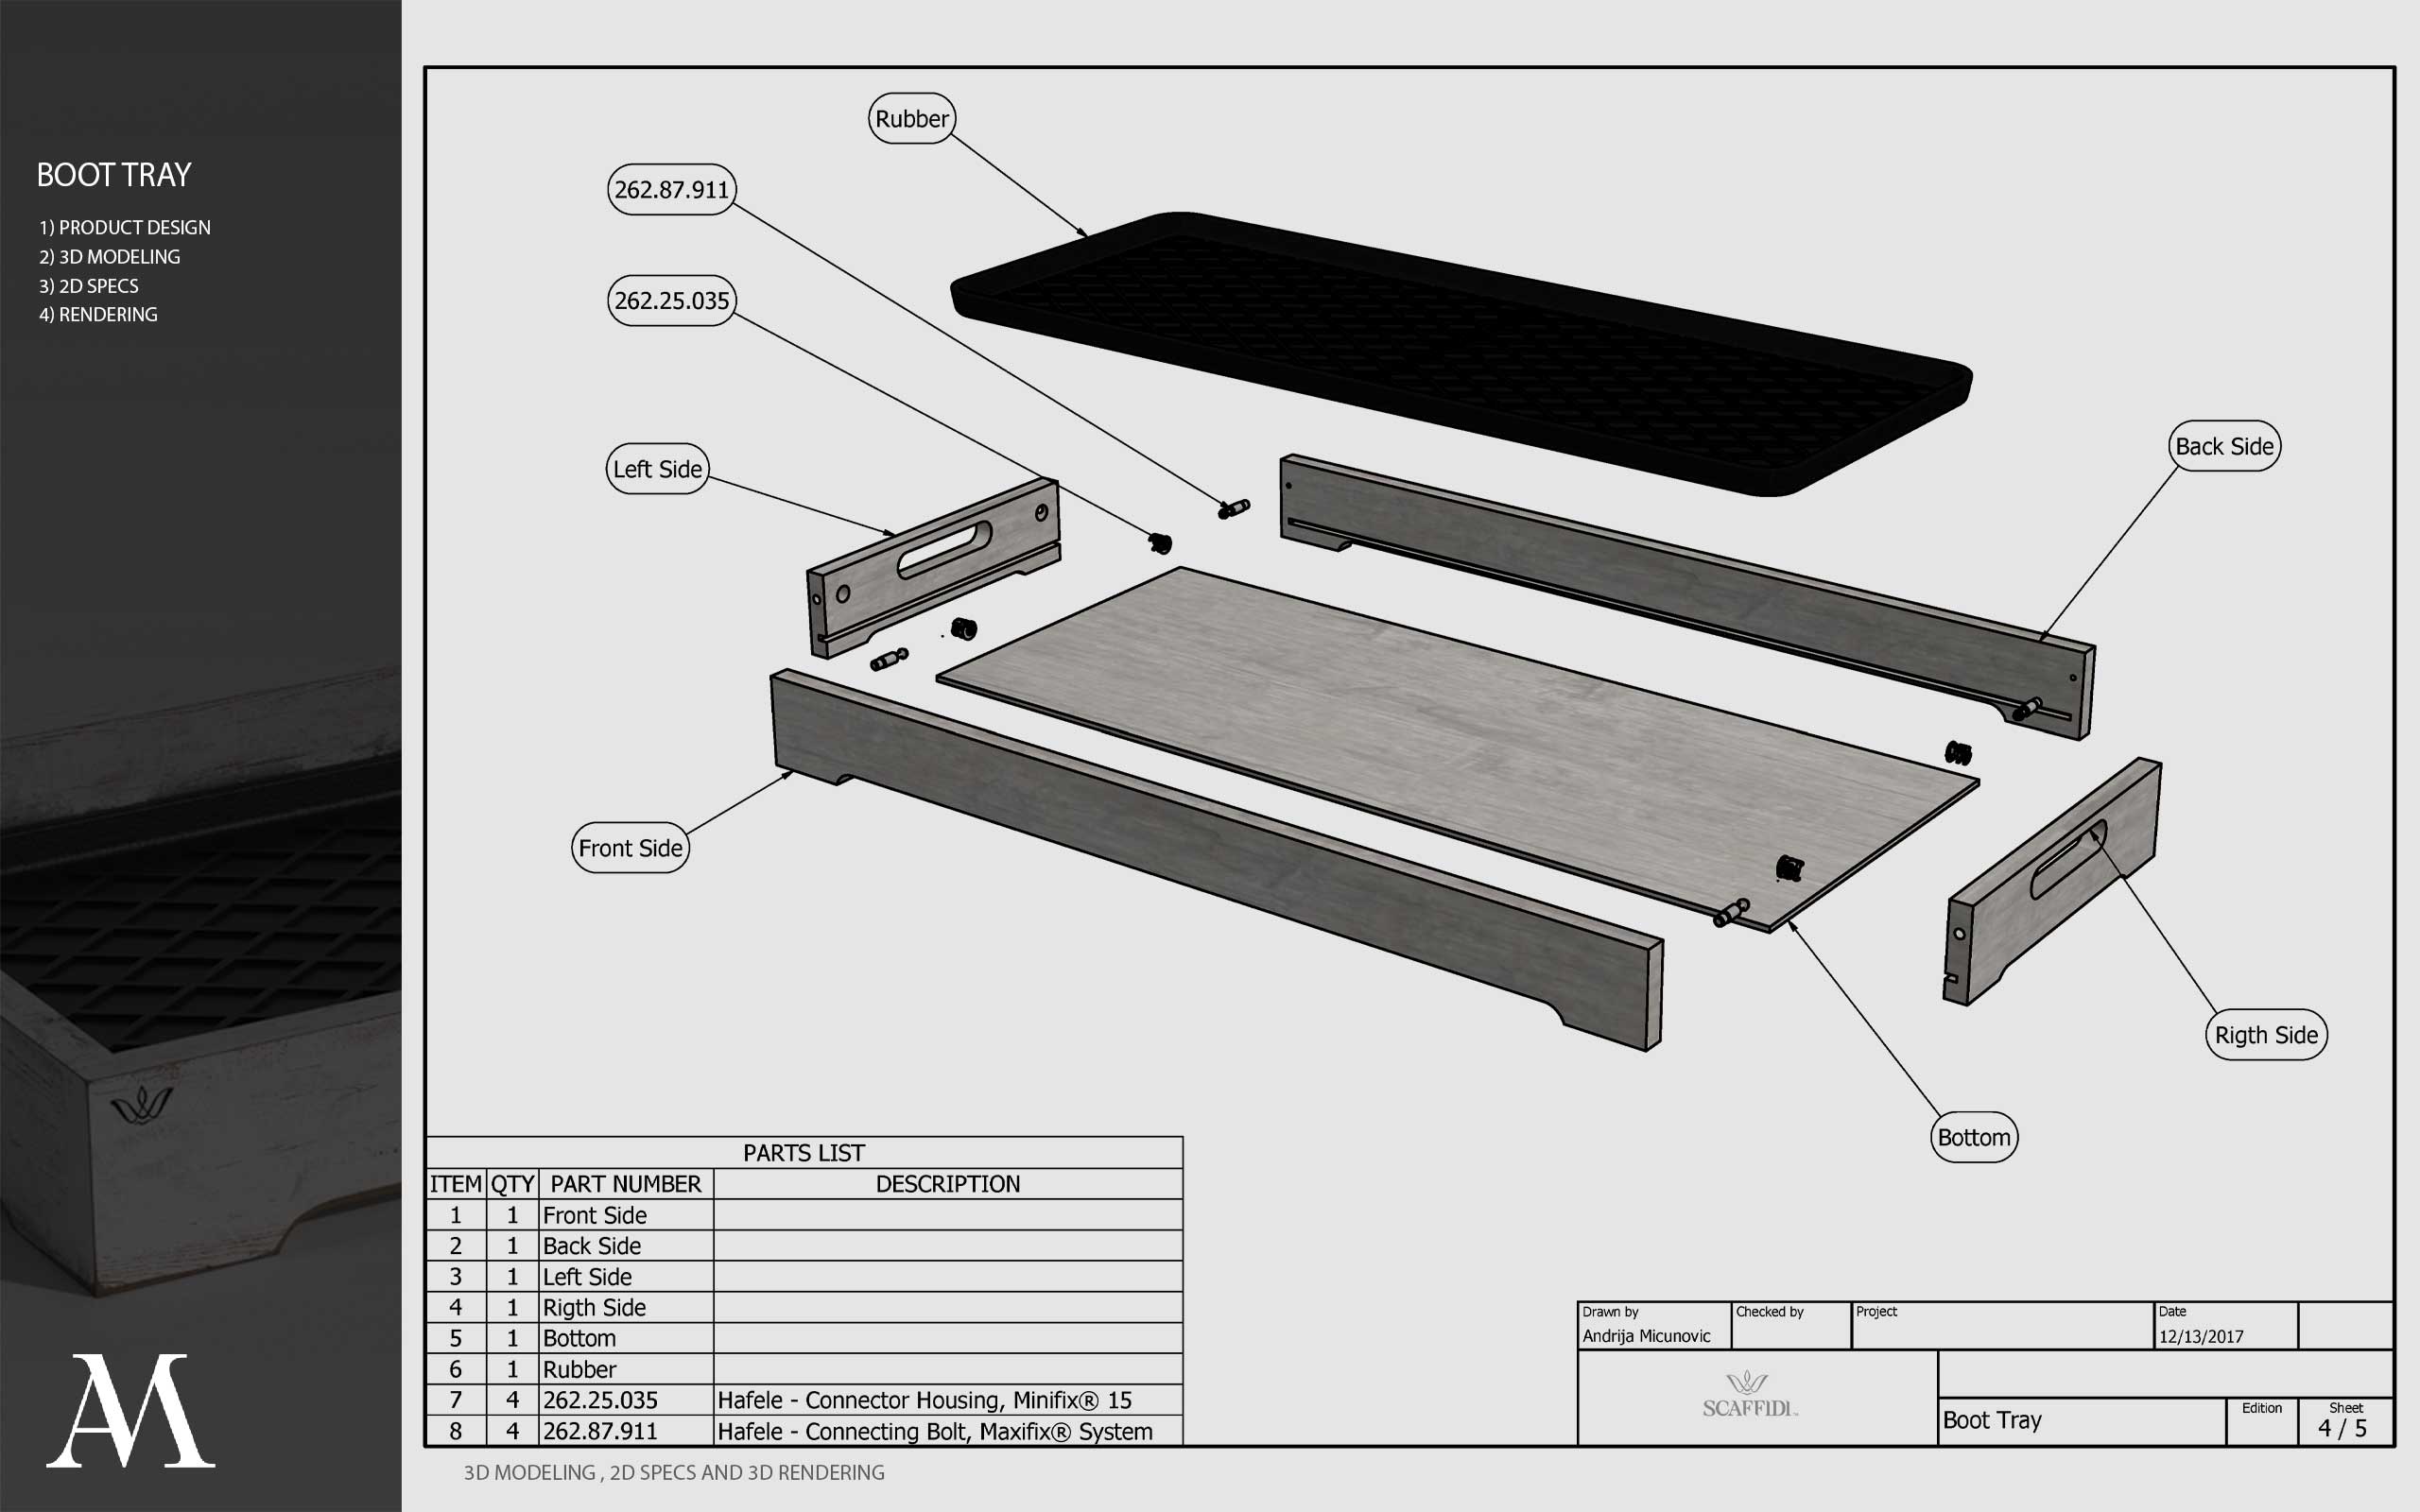 BOOT TRAY
1) PRODUCT DESIGN
2) 3D MODELING
3) 2D SPECS
4) RENDERING
AM
Rubber
262.87.911
262.25.035
Left Side
Back Side
Front Side
Rigth Side
Bottom
PARTS LIST
ITEM QTY PART NUMBER DESCRIPTION
1 1 Front Side
2 1 Back Side
3 1 Left Side
4 1 Rigth Side
5 1 Bottom
6 1 Rubber
7 4 262.25.035 Hafele - Connector Housing, Minifix® 15
8 4 262.87.911 Hafele - Connecting Bolt, Maxifix® System
Drawn by Checked by Project Date
Andrija Micunovic 12/13/2017
SCAFFIDI™
Edition Sheet
Boot Tray 4 / 5
3D MODELING , 2D SPECS AND 3D RENDERING